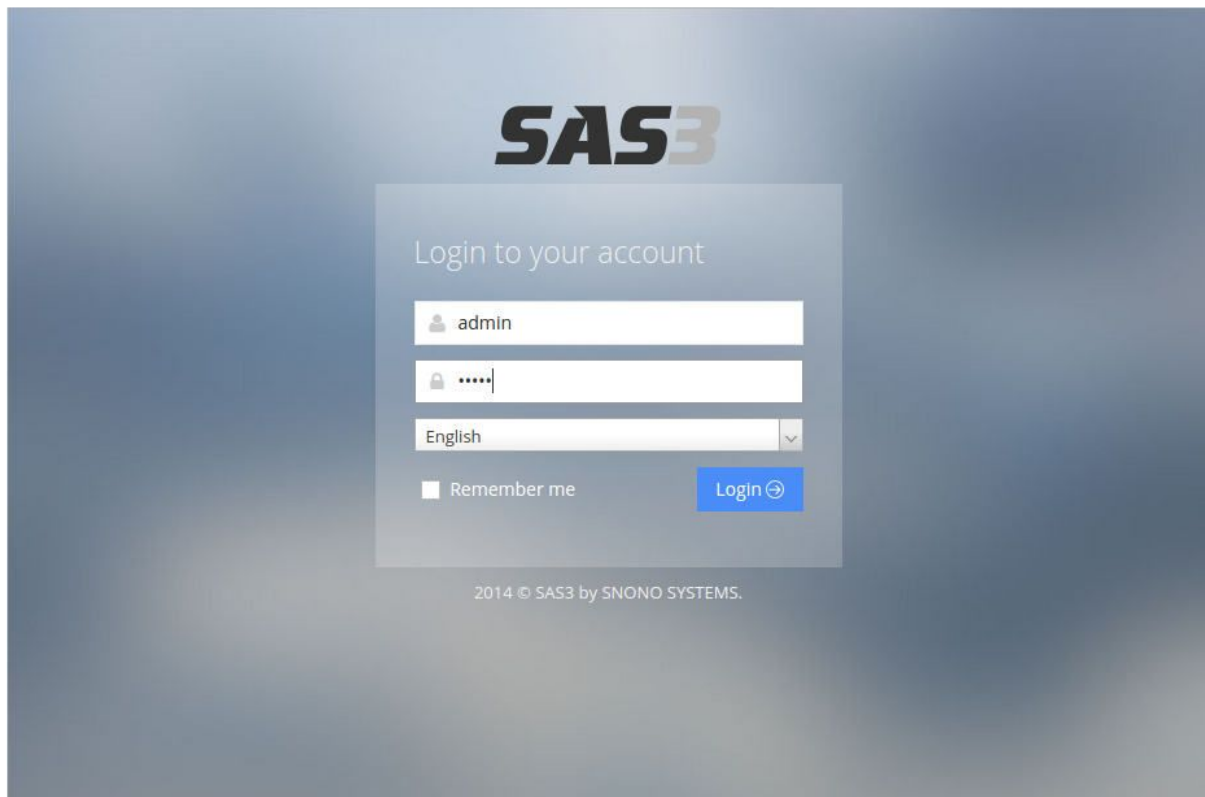 SAS3
Login to your account
admin
•••••
English
Remember me
Login
2014 © SAS3 by SNONO SYSTEMS.